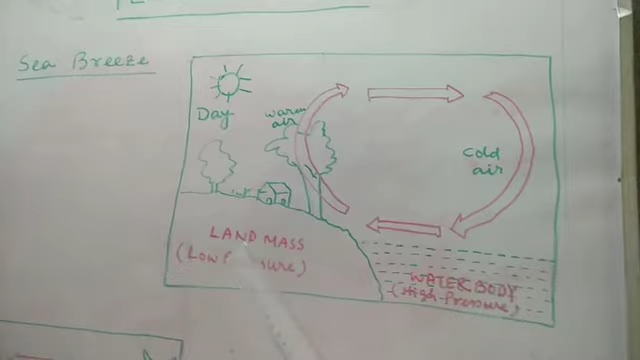 Sea Breeze
Day
warm
air
cold
air
LAND MASS
(Low
WATER BODY
(High-Pressure)